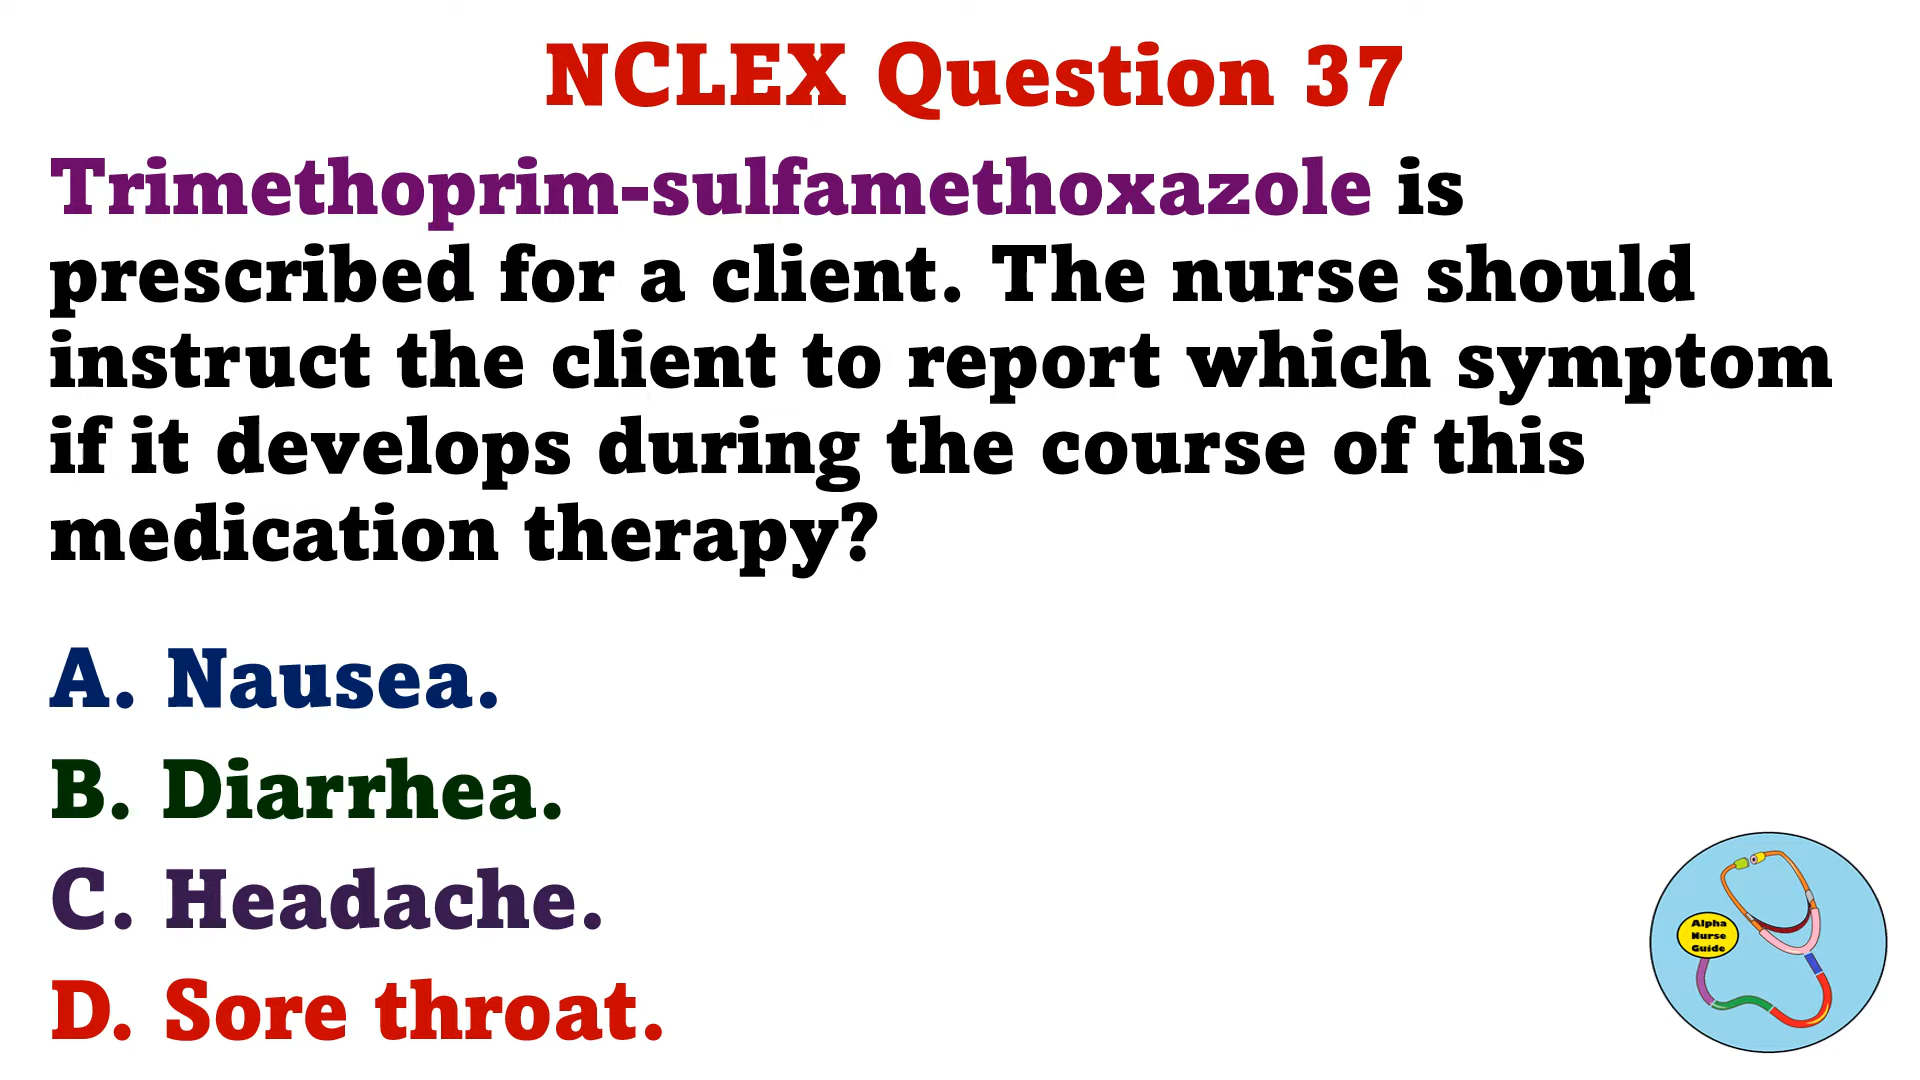 NCLEX Question 37
Trimethoprim-sulfamethoxazole is
prescribed for a client. The nurse should
instruct the client to report which symptom
if it develops during the course of this
medication therapy?
A. Nausea.
B. Diarrhea.
C. Headache.
D. Sore throat.
Alpha
Nurse
Guide